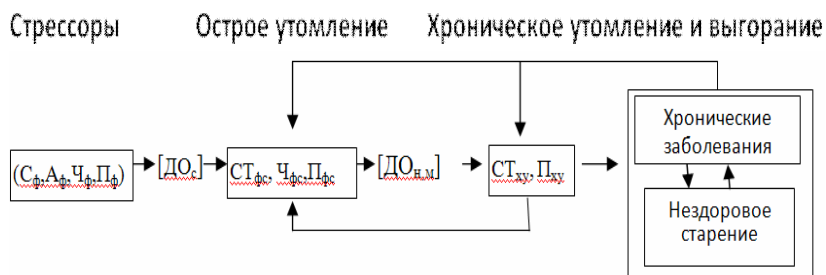 Стрессоры Острое утомление Хроническое утомление и выгорание
Хронические
заболевания
(Сф,Аф,Чф,Пф) [ДОс] СТфс, Чфс,Пфс [ДОн,м] СТху, Пху
Нездоровое
старение